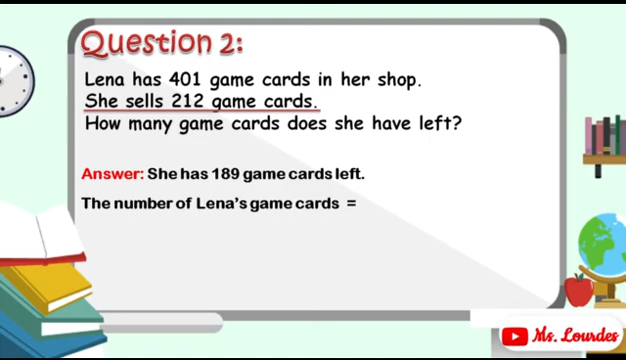 Question 2:
Lena has 401 game cards in her shop.
She sells 212 game cards.
How many game cards does she have left?
Answer: She has 189 game cards left.
The number of Lena's game cards =
Ms. Lourdes